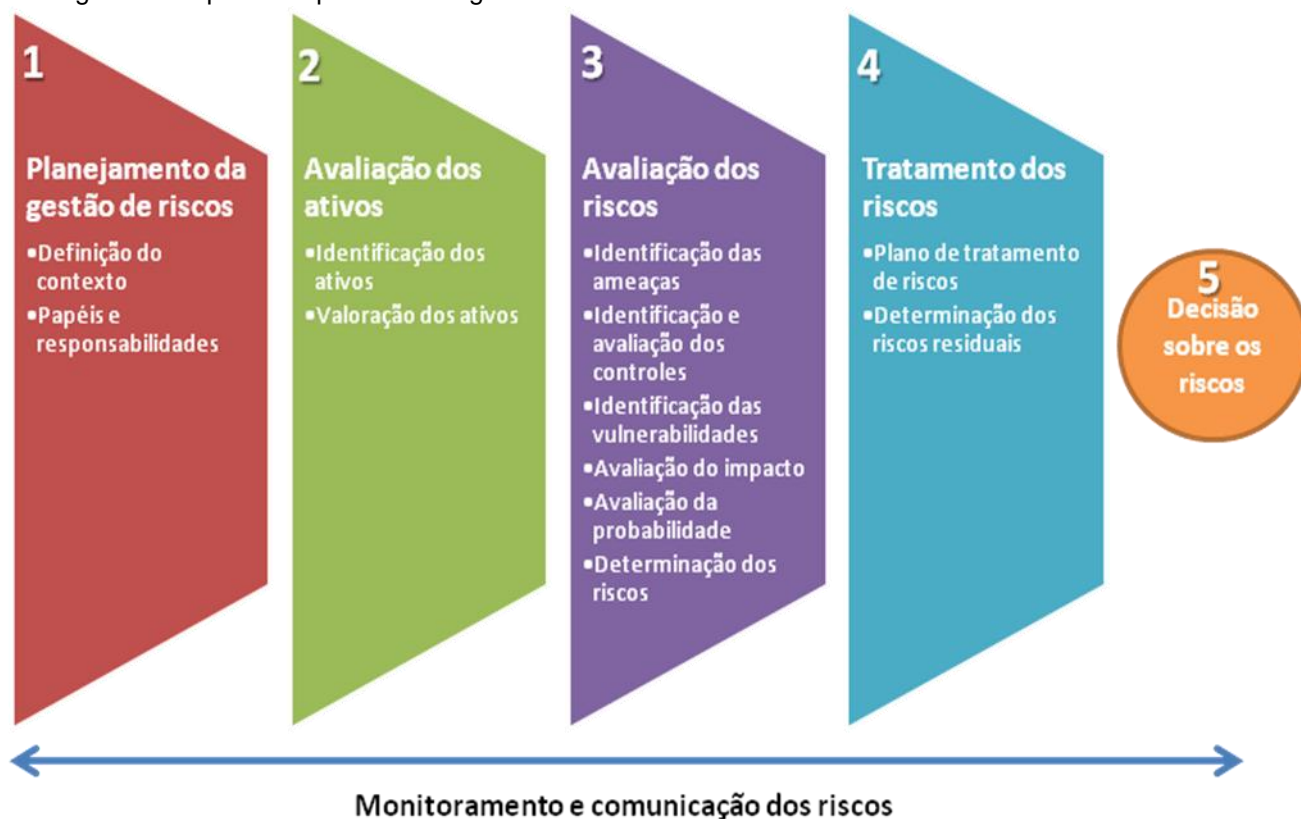 1
Planejamento da
gestão de riscos
▪Definição do
contexto
▪Papéis e
responsabilidades
2
Avaliação dos
ativos
▪Identificação dos
ativos
▪Valoração dos ativos
3
Avaliação dos
riscos
▪Identificação das
ameaças
▪Identificação e
avaliação dos
controles
▪Identificação das
vulnerabilidades
▪Avaliação do impacto
▪Avaliação da
probabilidade
▪Determinação dos
riscos
4
Tratamento dos
riscos
▪Plano de tratamento
de riscos
▪Determinação dos
riscos residuais
5
Decisão
sobre os
riscos
Monitoramento e comunicação dos riscos